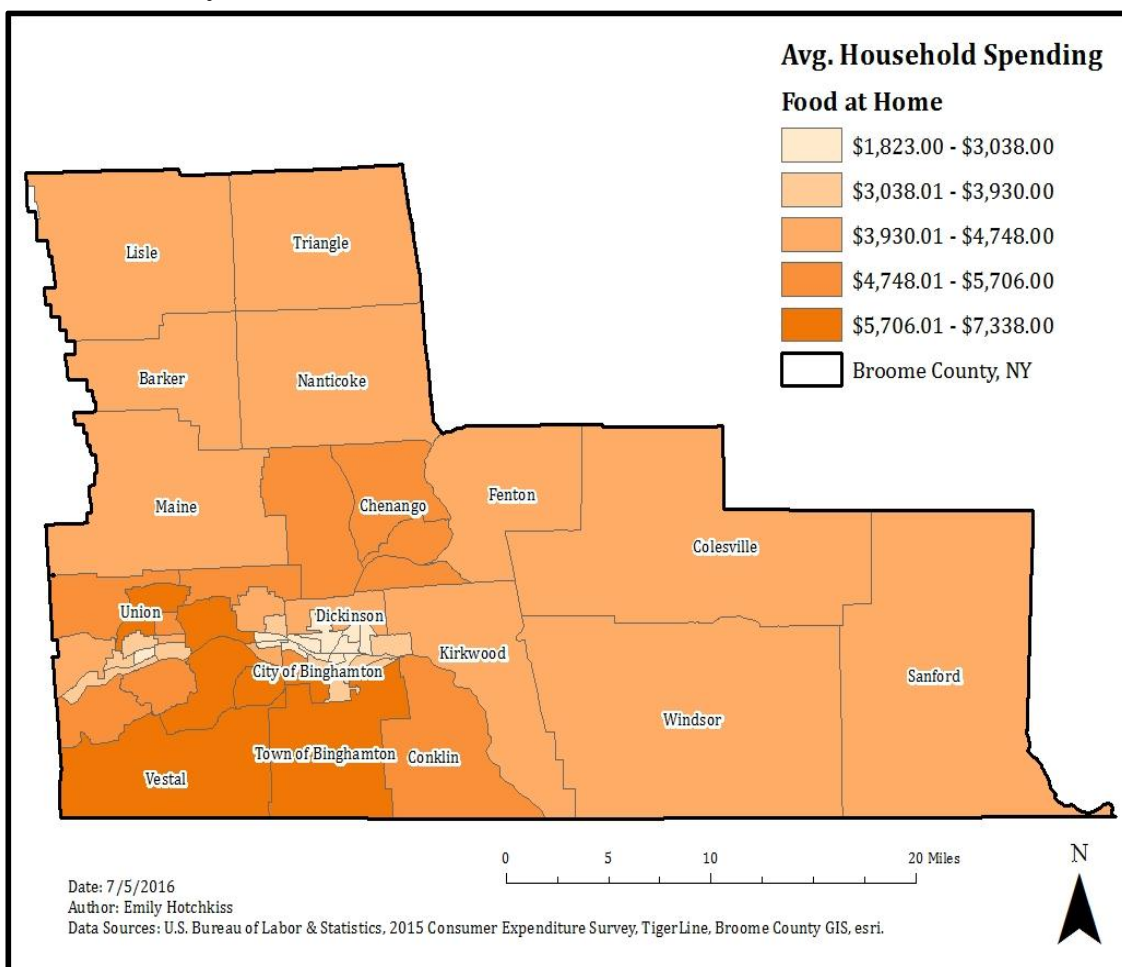 Avg. Household Spending
Food at Home
$1,823.00 - $3,038.00
$3,038.01 - $3,930.00
$3,930.01 - $4,748.00
$4,748.01 - $5,706.00
$5,706.01 - $7,338.00
Broome County, NY
Lisle
Triangle
Barker
Nanticoke
Maine
Chenango
Fenton
Colesville
Union
Dickinson
Kirkwood
City of Binghamton
Sanford
Windsor
Town of Binghamton
Conklin
Vestal
0 5 10 20 Miles
N
Date: 7/5/2016
Author: Emily Hotchkiss
Data Sources: U.S. Bureau of Labor & Statistics, 2015 Consumer Expenditure Survey, TigerLine, Broome County GIS, esri.